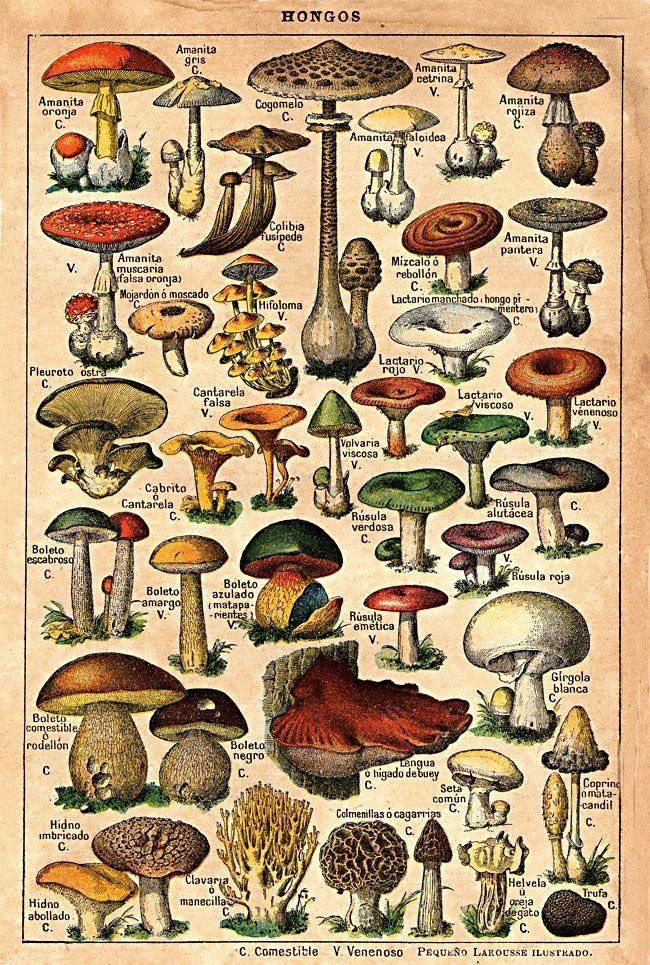 HONGOS
Amanita
oronja
C.
Amanita
gris
C.
Cogomelo
C.
Amanita
cetrina
V.
Amanita
rojiza
C.
Amanita faloidea
V.
Colibia
fusipede
C
V.
Amanita
muscaria
(falsa oronja)
Mízcalo ó
rebollón
C.
Amanita
pantera
V.
Mojardón ó moscado
C.
Hifoloma
V.
Lactario manchado (hongo pi-
mentero)
C.
Pleuroto ostra
C.
Lactario
rojo V.
Cantarela
falsa
V.
Lactario
viscoso
V.
Lactario
venenoso
V.
Volvaria
viscosa
V.
Cabrito
ó
Cantarela
C.
Rúsula
verdosa
C.
Rúsula
alutácea
C.
Boleto
escabroso
C.
Boleto
amargo
V.
Boleto
azulado
(matapa-
rientes)
V.
V.
Rúsula roja
Rúsula
emética
V.
Gírgola
blanca
C
Boleto
comestible
ó
rodellón
C
Boleto
negro
C.
Lengua
o hígado de buey
C.
Seta
común
C.
Coprino
ó mata-
candil
C.
Hidno
imbricado
C.
Colmenillas ó cagarrias
C.
Clavaria
ó
manecilla
C
Hidno
abollado
C.
Helvela
ú
oreja
de gato
C.
Trufa
C.
C. Comestible V. Venenoso PEQUEÑO LAROUSSE ILUSTRADO.